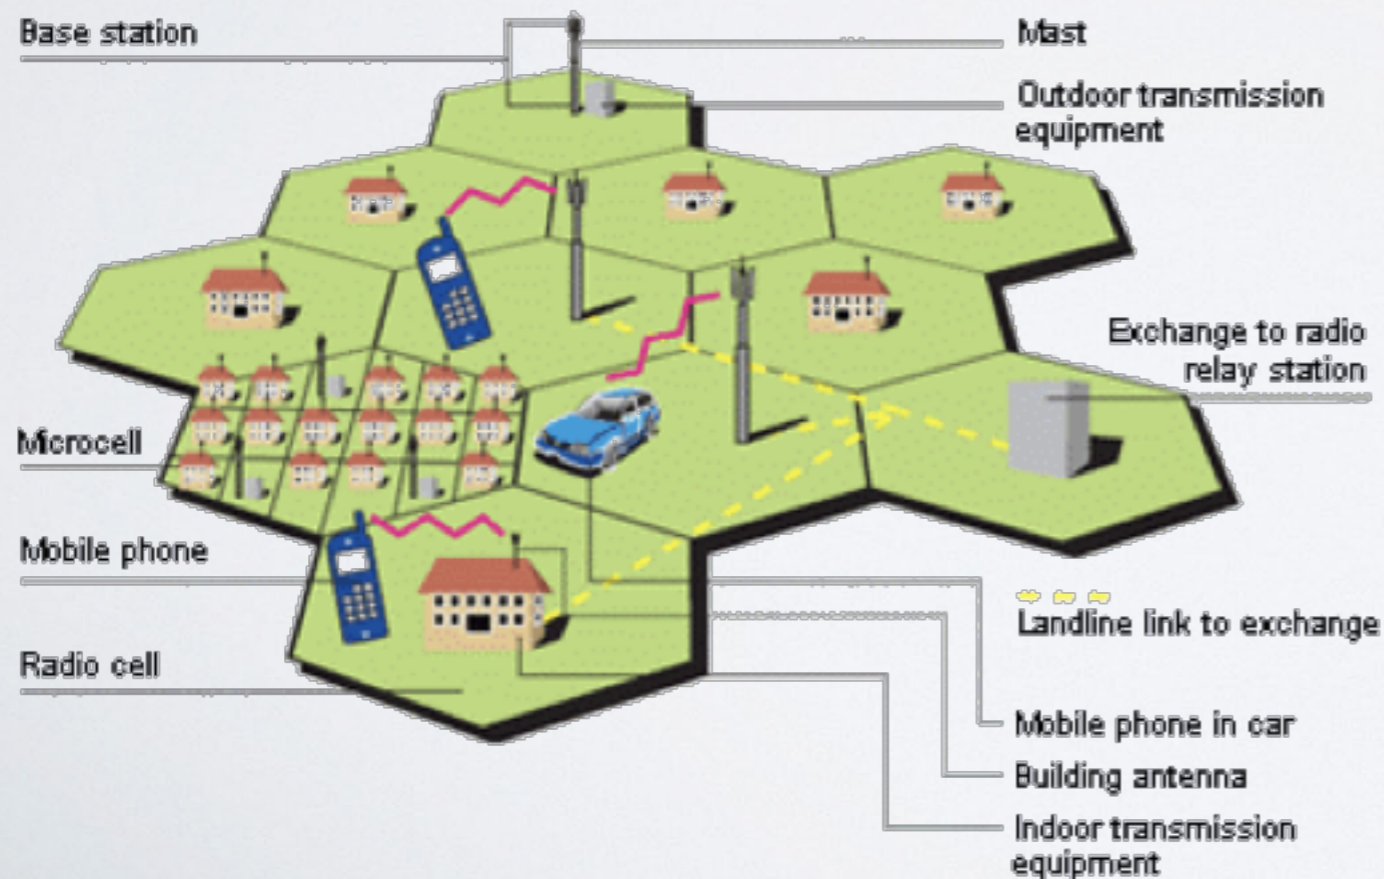 Base station
Mast
Outdoor transmission
equipment
Exchange to radio
relay station
Microcell
Mobile phone
Landline link to exchange
Radio cell
Mobile phone in car
Building antenna
Indoor transmission
equipment